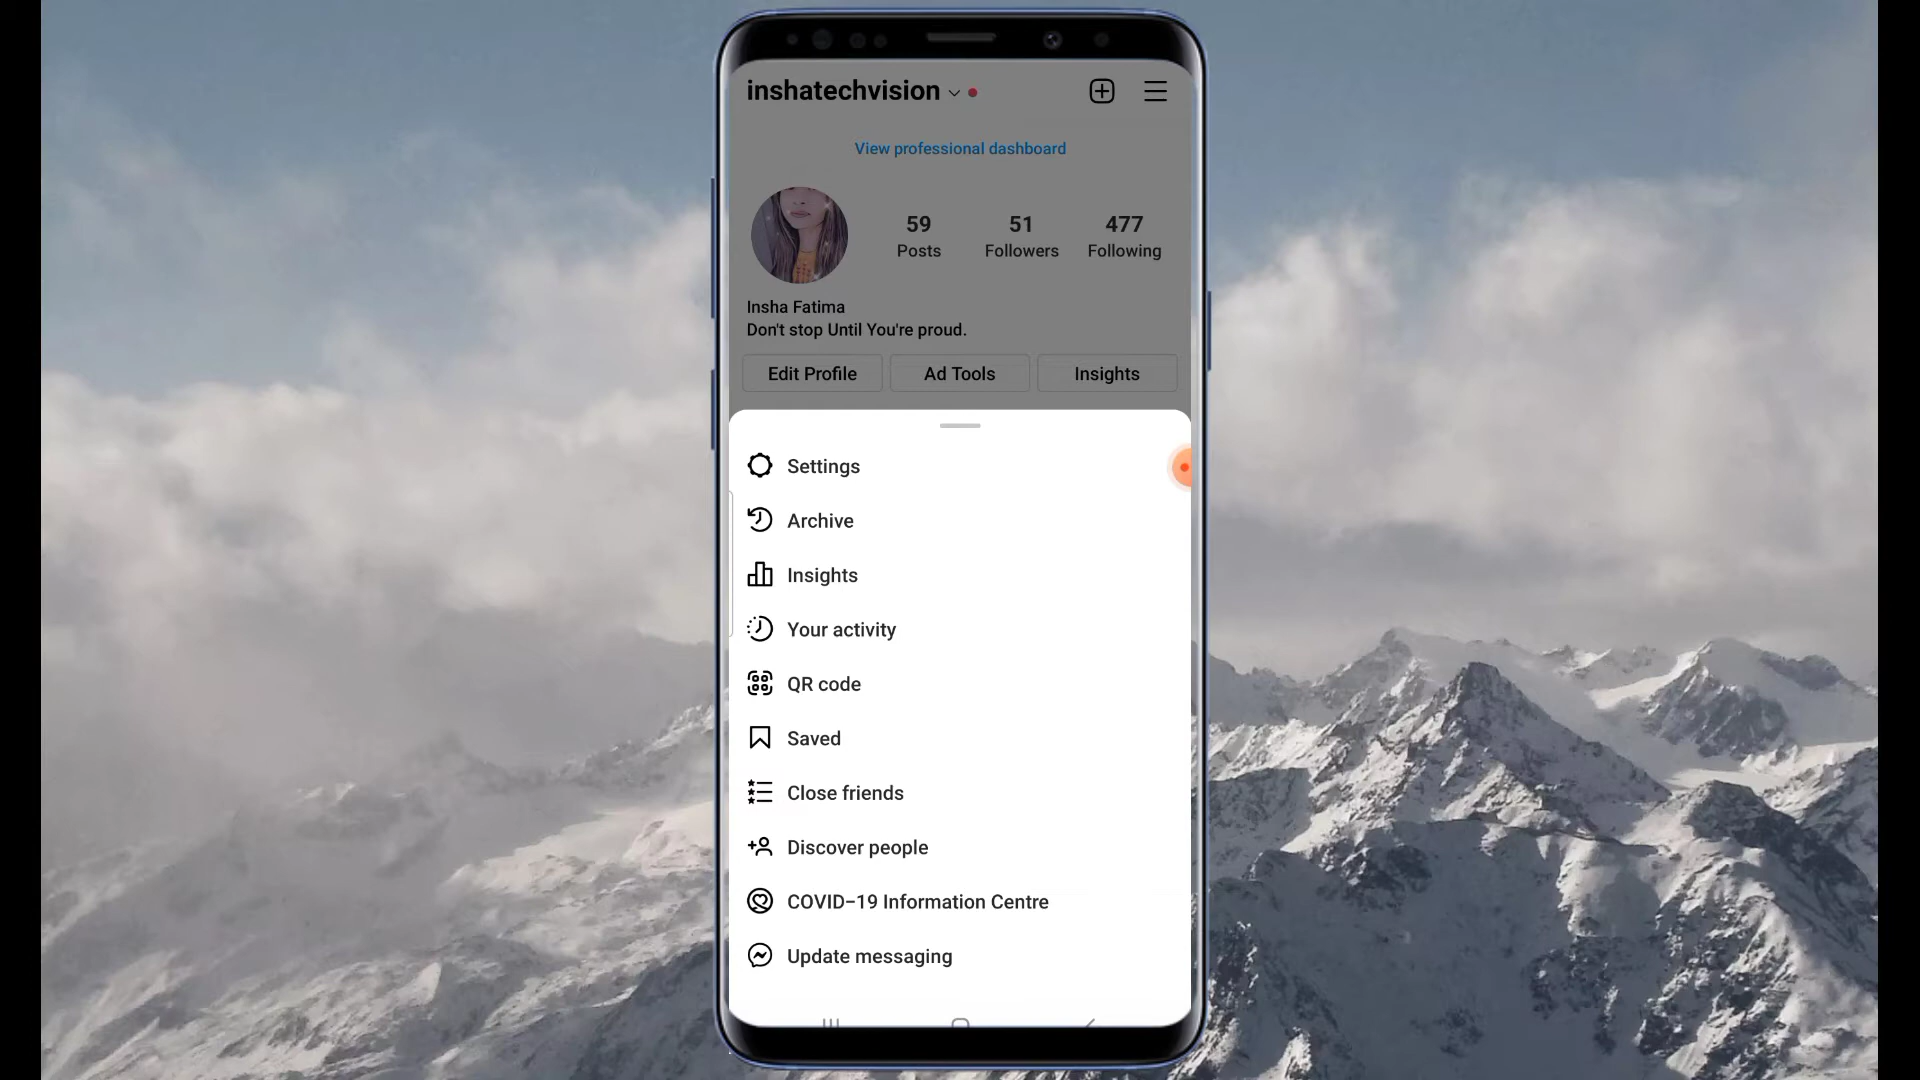 inshatechvision
View professional dashboard
59 51 477
Posts Followers Following
Insha Fatima
Don't stop Until You're proud.
Edit Profile Ad Tools Insights
Settings
Archive
Insights
Your activity
QR code
Saved
Close friends
Discover people
COVID-19 Information Centre
Update messaging